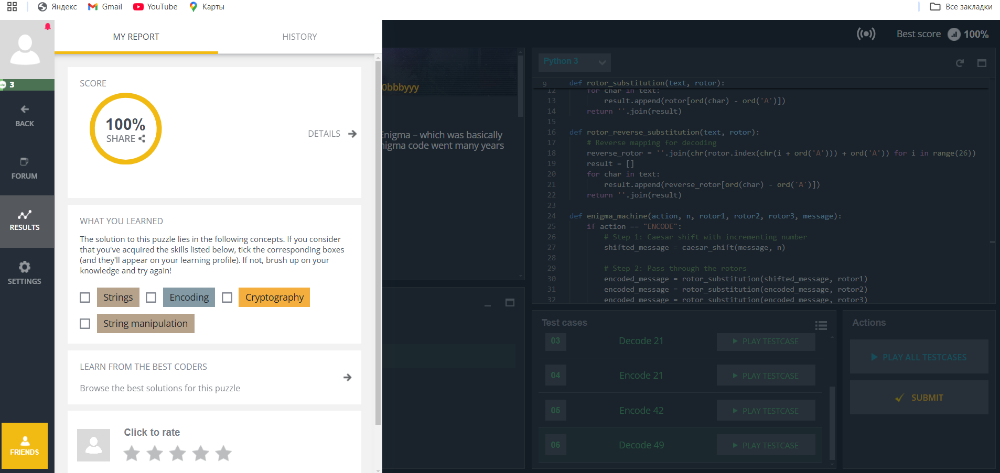 Яндекс
Gmail
YouTube
Карты
Все закладки
3
BACK
FORUM
RESULTS
SETTINGS
FRIENDS
MY REPORT
HISTORY
SCORE
100%
SHARE
DETAILS
WHAT YOU LEARNED
The solution to this puzzle lies in the following concepts. If you consider
that you've acquired the skills listed below, tick the corresponding boxes
(and they'll appear on your learning profile). If not, brush up on your
knowledge and try again!
Strings
Encoding
Cryptography
String manipulation
LEARN FROM THE BEST CODERS
Browse the best solutions for this puzzle
Click to rate
0bbbyyy
Enigma – which was basically
nigma code went many years
Best score 100%
Python 3
9 def rotor_substitution(text, rotor):
12 for char in text:
13 result.append(rotor[ord(char) - ord('A')])
14 return ''.join(result)
15
16 def rotor_reverse_substitution(text, rotor):
17 # Reverse mapping for decoding
18 reverse_rotor = ''.join(chr(rotor.index(chr(i + ord('A'))) + ord('A')) for i in range(26))
19 result = []
20 for char in text:
21 result.append(reverse_rotor[ord(char) - ord('A')])
22 return ''.join(result)
23
24 def enigma_machine(action, n, rotor1, rotor2, rotor3, message):
25 if action == "ENCODE":
26 # Step 1: Caesar shift with incrementing number
27 shifted_message = caesar_shift(message, n)
28
29 # Step 2: Pass through the rotors
30 encoded_message = rotor_substitution(shifted_message, rotor1)
31 encoded_message = rotor_substitution(encoded_message, rotor2)
32 encoded_message = rotor_substitution(encoded_message, rotor3)
Test cases
03 Decode 21 PLAY TESTCASE
04 Encode 21 PLAY TESTCASE
05 Encode 42 PLAY TESTCASE
06 Decode 49 PLAY TESTCASE
Actions
PLAY ALL TESTCASES
SUBMIT